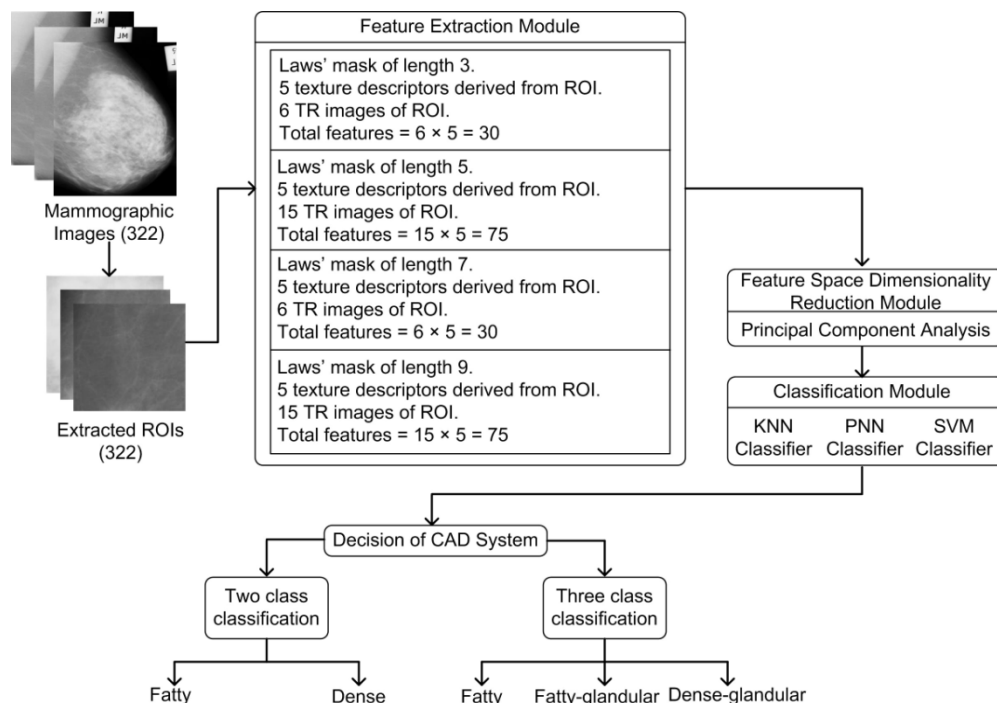 Feature Extraction Module
Laws' mask of length 3.
5 texture descriptors derived from ROI.
6 TR images of ROI.
Total features = 6 × 5 = 30
Laws' mask of length 5.
5 texture descriptors derived from ROI.
15 TR images of ROI.
Total features = 15 × 5 = 75
Laws' mask of length 7.
5 texture descriptors derived from ROI.
6 TR images of ROI.
Total features = 6 × 5 = 30
Laws' mask of length 9.
5 texture descriptors derived from ROI.
15 TR images of ROI.
Total features = 15 × 5 = 75
Mammographic
Images (322)
Extracted ROIs
(322)
Feature Space Dimensionality
Reduction Module
Principal Component Analysis
Classification Module
KNN PNN SVM
Classifier Classifier Classifier
Decision of CAD System
Two class
classification
Three class
classification
Fatty Dense Fatty Fatty-glandular Dense-glandular